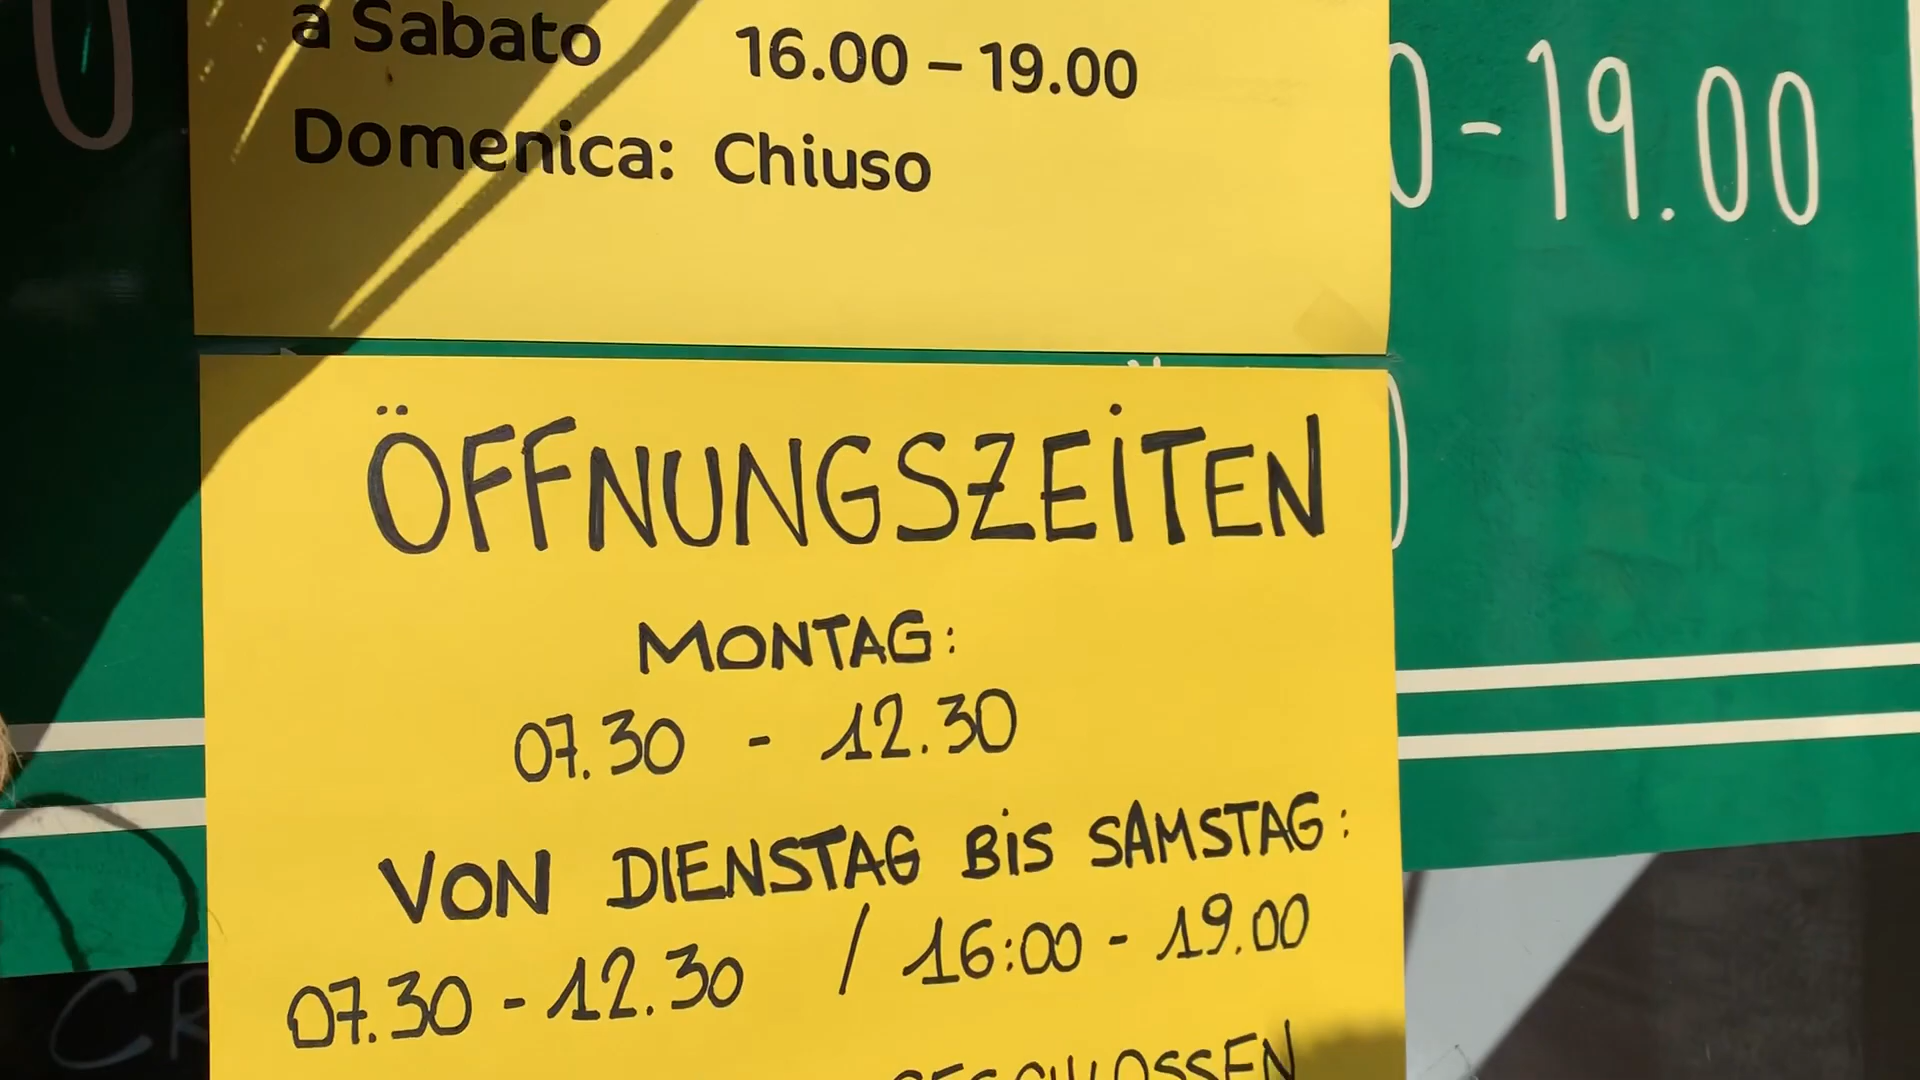 a Sabato 16.00 – 19.00
Domenica: Chiuso
0-19.00
ÖFFNUNGSZEITEN
MONTAG:
07.30 - 12.30
VON DIENSTAG BIS SAMSTAG:
07.30 - 12.30 / 16:00 - 19.00
GESCHLOSSEN